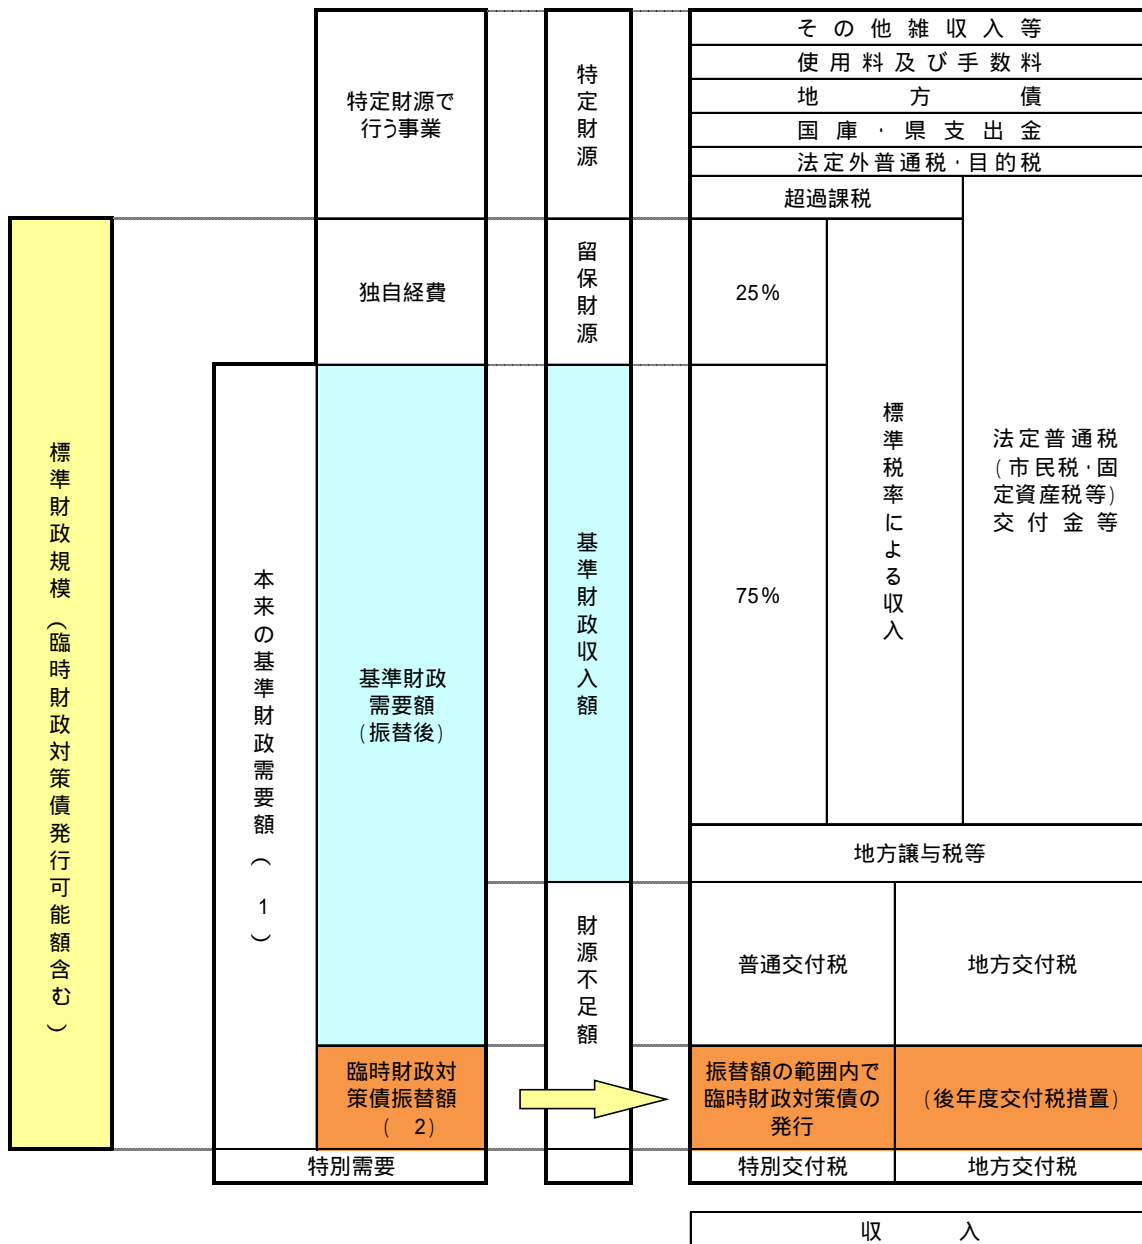 標準財政規模（臨時財政対策債発行可能額含む）
本来の基準財政需要額（ 1）
特定財源で
行う事業
独自経費
基準財政
需要額
(振替後)
臨時財政対
策債振替額
( 2)
特別需要
特定財源
留保財源
基準財政収入額
財源不足額
その他雑収入等
使用料及び手数料
地方債
国庫・県支出金
法定外普通税・目的税
超過課税
25%
75%
標準税率による収入
法定普通税
(市民税・固
定資産税等)
交付金等
地方譲与税等
普通交付税
地方交付税
振替額の範囲内で
臨時財政対策債の
発行
(後年度交付税措置)
特別交付税
地方交付税
収入